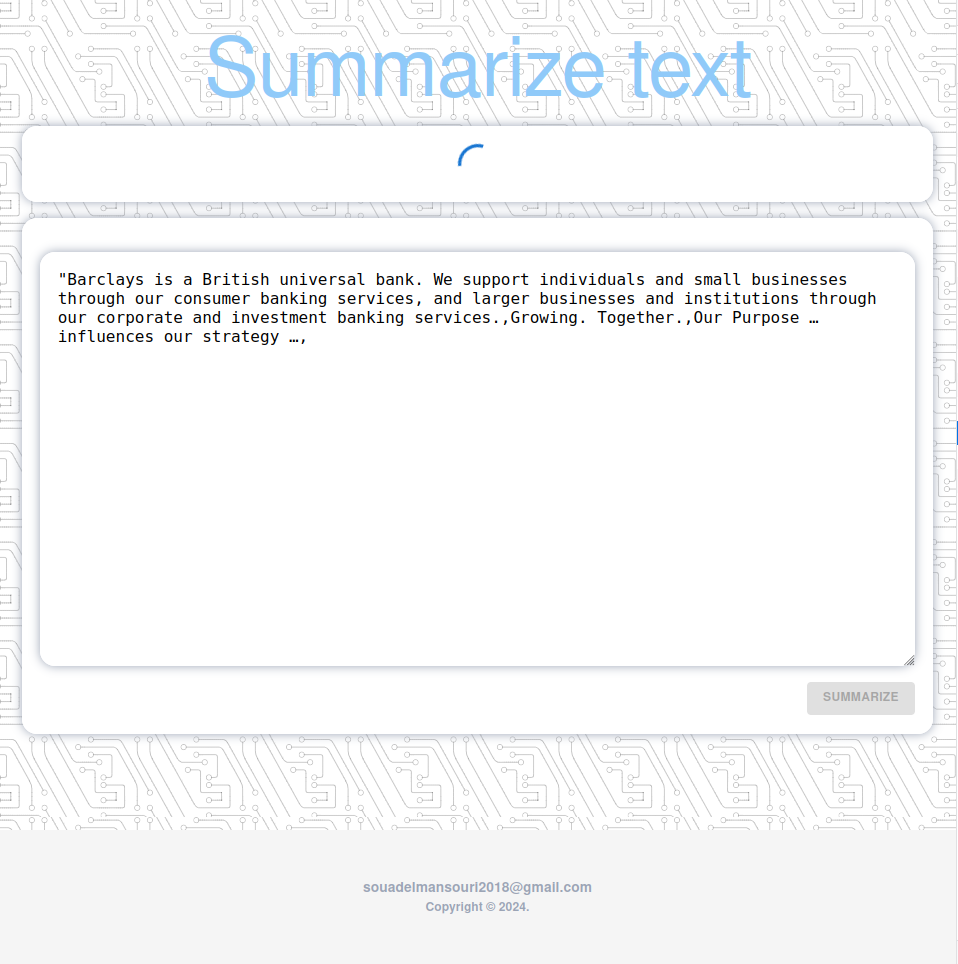 Summarize text
"Barclays is a British universal bank. We support individuals and small businesses
through our consumer banking services, and larger businesses and institutions through
our corporate and investment banking services.,Growing. Together.,Our Purpose …
influences our strategy …,
SUMMARIZE
souadelmansouri2018@gmail.com
Copyright © 2024.